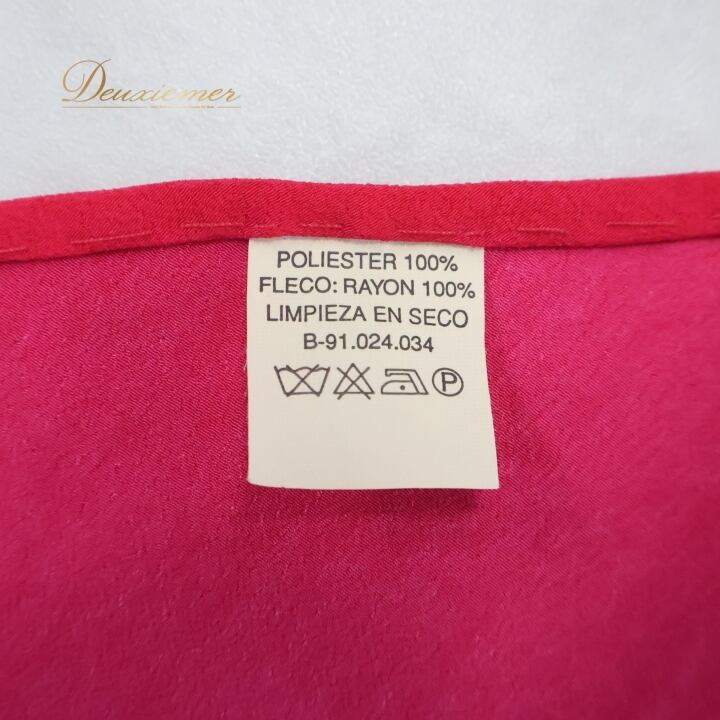 Deuxiemer
POLIESTER 100%
FLECO: RAYON 100%
LIMPIEZA EN SECO
B-91.024.034
P